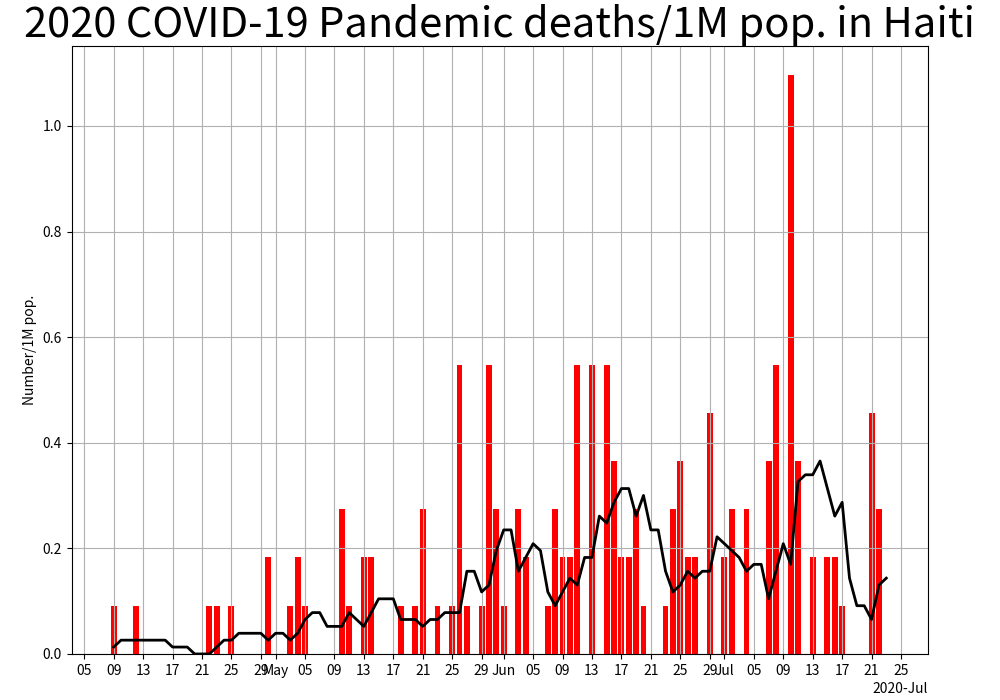 2020 COVID-19 Pandemic deaths/1M pop. in Haiti
Number/1M pop.
1.0
0.8
0.6
0.4
0.2
0.0
05 09 13 17 21 25 29 May 05 09 13 17 21 25 29 Jun 05 09 13 17 21 25 29 Jul 05 09 13 17 21 25
2020-Jul